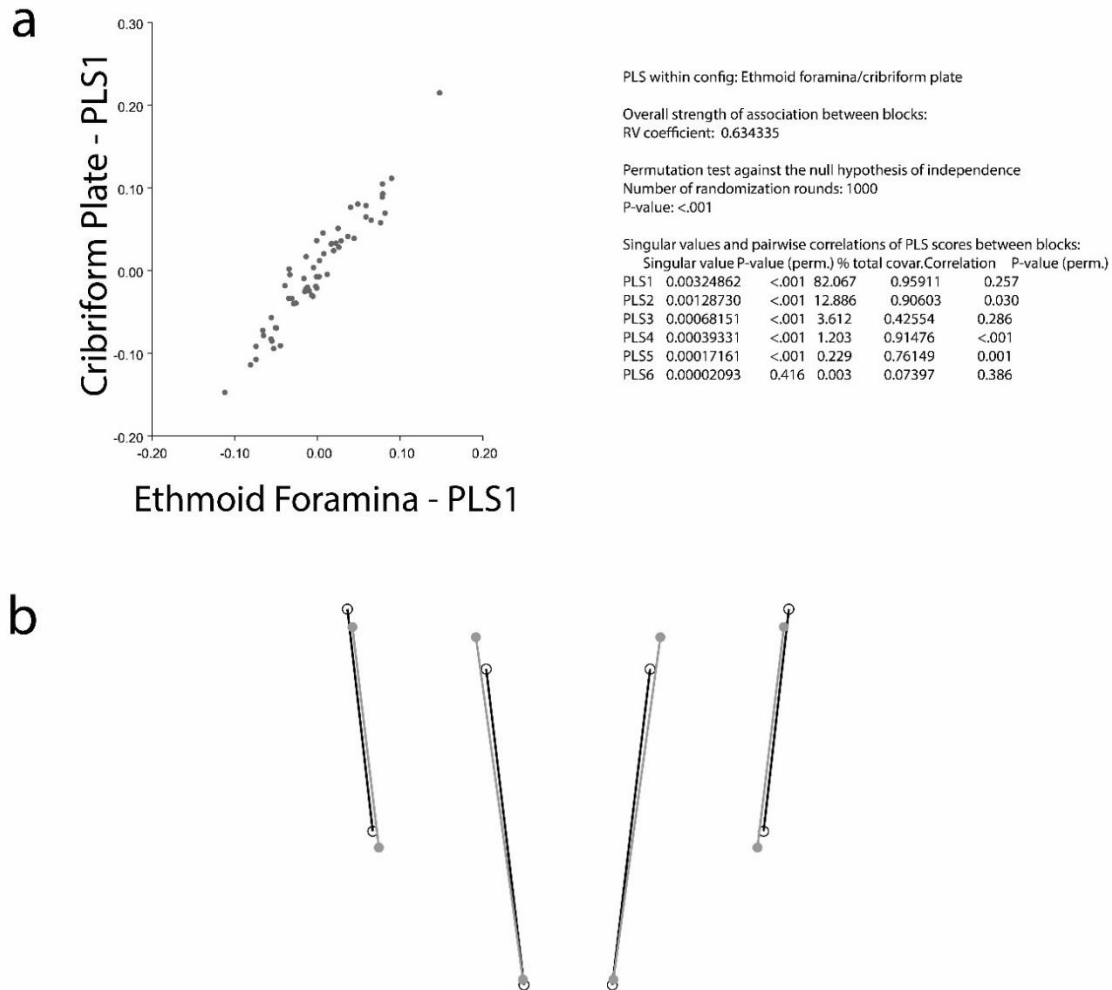 a
0.30
0.20
0.10
0.00
-0.10
-0.20
-0.20 -0.10 0.00 0.10 0.20
Cribriform Plate - PLS1
Ethmoid Foramina - PLS1
PLS within config: Ethmoid foramina/cribriform plate
Overall strength of association between blocks:
RV coefficient: 0.634335
Permutation test against the null hypothesis of independence
Number of randomization rounds: 1000
P-value: <.001
Singular values and pairwise correlations of PLS scores between blocks:
Singular value P-value (perm.) % total covar.Correlation P-value (perm.)
PLS1 0.00324862 <.001 82.067 0.95911 0.257
PLS2 0.00128730 <.001 12.886 0.90603 0.030
PLS3 0.00068151 <.001 3.612 0.42554 0.286
PLS4 0.00039331 <.001 1.203 0.91476 <.001
PLS5 0.00017161 <.001 0.229 0.76149 0.001
PLS6 0.00002093 0.416 0.003 0.07397 0.386
b